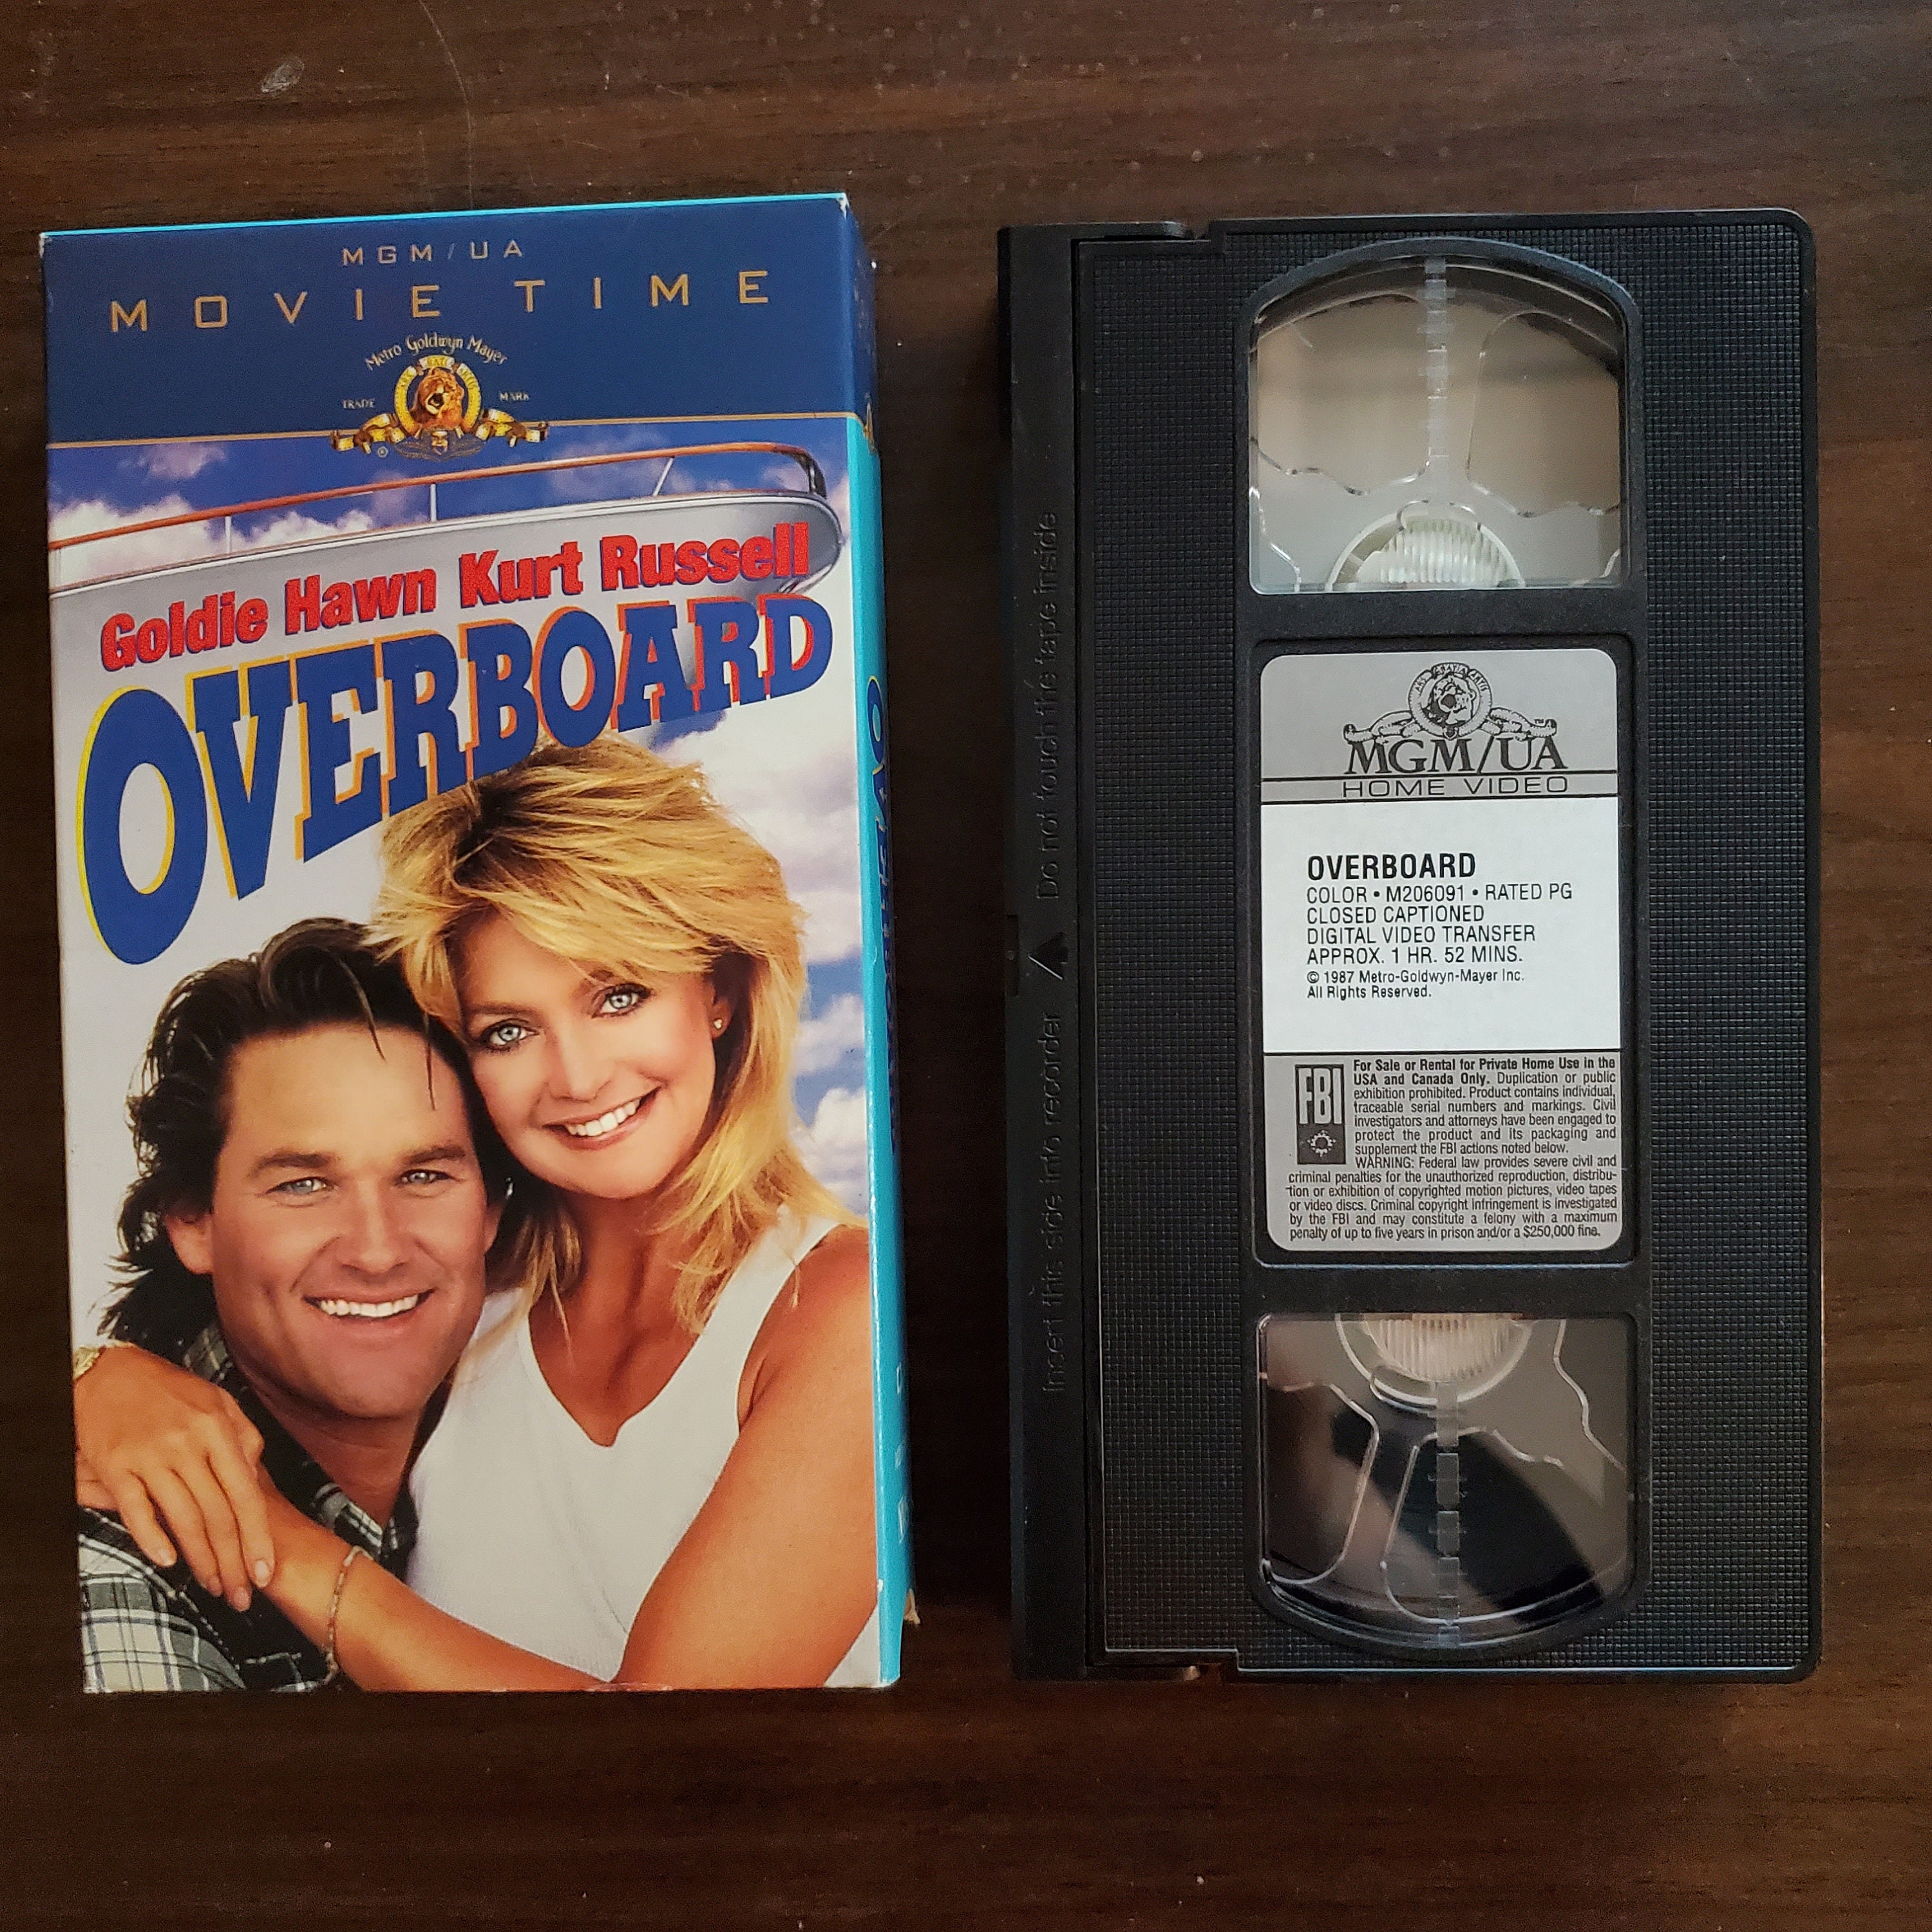 MGM/UA
MOVIE TIME
Metro Goldwyn Mayer
TRADE MARK
Goldie Hawn Kurt Russell
OVERBOARD
Do not touch the tape inside
Insert this side into recorder
ARS GRATIA ARTIS
MGM/UA
HOME VIDEO
OVERBOARD
COLOR • M206091 • RATED PG
CLOSED CAPTIONED
DIGITAL VIDEO TRANSFER
APPROX. 1 HR. 52 MINS.
© 1987 Metro-Goldwyn-Mayer Inc.
All Rights Reserved.
FBI
For Sale or Rental for Private Home Use in the
USA and Canada Only. Duplication or public
exhibition prohibited. Product contains individual,
traceable serial numbers and markings. Civil
investigators and attorneys have been engaged to
protect the product and its packaging and
supplement the FBI actions noted below.
WARNING: Federal law provides severe civil and
criminal penalties for the unauthorized reproduction, distribu-
tion or exhibition of copyrighted motion pictures, video tapes
or video discs. Criminal copyright infringement is investigated
by the FBI and may constitute a felony with a maximum
penalty of up to five years in prison and/or a $250,000 fine.